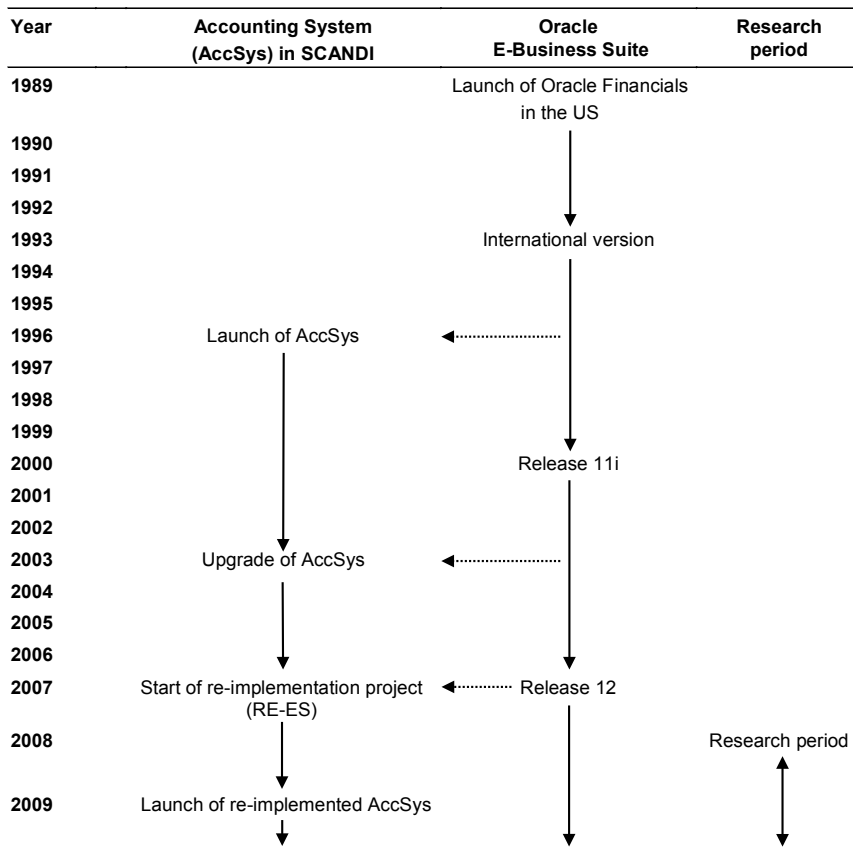 Year Accounting System (AccSys) in SCANDI Oracle E-Business Suite Research period
1989 Launch of Oracle Financials in the US
1990
1991
1992
1993 International version
1994
1995
1996 Launch of AccSys
1997
1998
1999
2000 Release 11i
2001
2002
2003 Upgrade of AccSys
2004
2005
2006
2007 Start of re-implementation project (RE-ES) Release 12
2008 Research period
2009 Launch of re-implemented AccSys